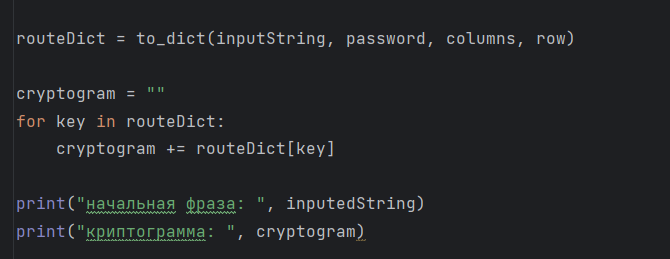 routeDict = to_dict(inputString, password, columns, row)
cryptogram = ""
for key in routeDict:
    cryptogram += routeDict[key]
print("начальная фраза: ", inputedString)
print("криптограмма: ", cryptogram)